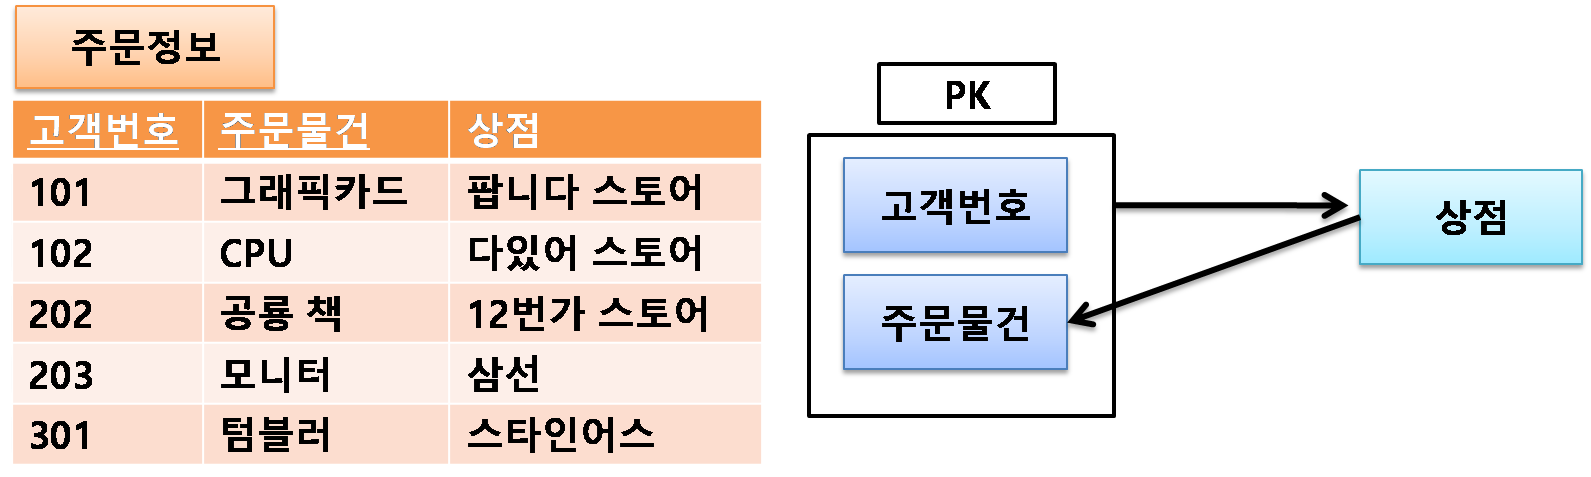 주문정보
고객번호 주문물건 상점
101 그래픽카드 팝니다 스토어
102 CPU 다있어 스토어
202 공룡 책 12번가 스토어
203 모니터 삼선
301 텀블러 스타인어스
PK
고객번호
주문물건
상점